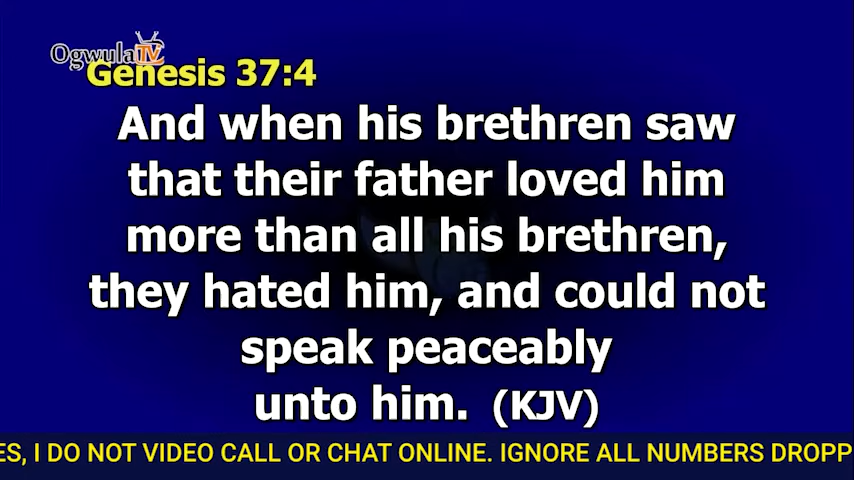 OgwulaTV
Genesis 37:4
And when his brethren saw
that their father loved him
more than all his brethren,
they hated him, and could not
speak peaceably
unto him. (KJV)
ES, I DO NOT VIDEO CALL OR CHAT ONLINE. IGNORE ALL NUMBERS DROPP